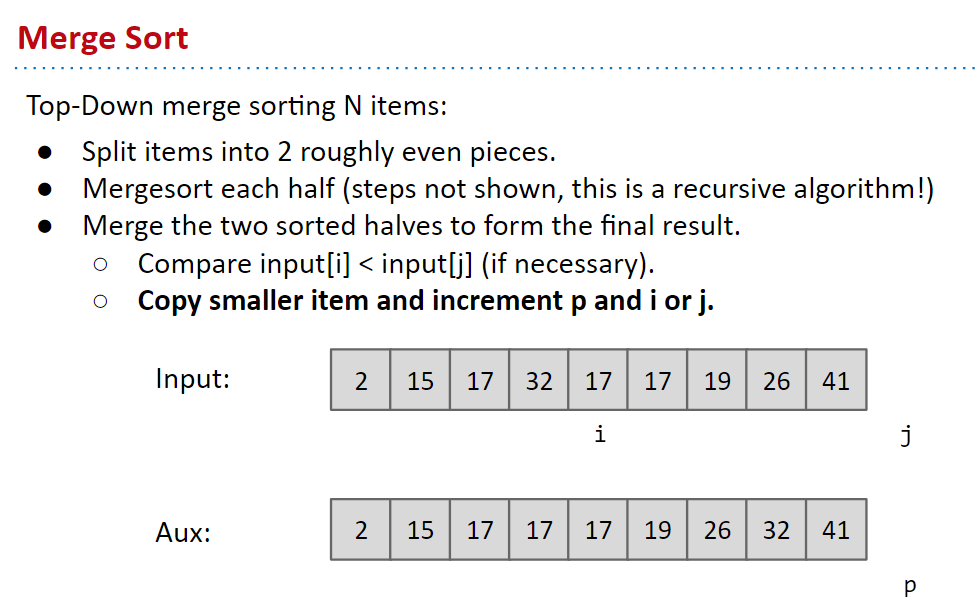 Merge Sort
Top-Down merge sorting N items:
● Split items into 2 roughly even pieces.
● Mergesort each half (steps not shown, this is a recursive algorithm!)
● Merge the two sorted halves to form the final result.
○ Compare input[i] < input[j] (if necessary).
○ Copy smaller item and increment p and i or j.
Input: 2 15 17 32 17 17 19 26 41
i j
Aux: 2 15 17 17 17 19 26 32 41
p